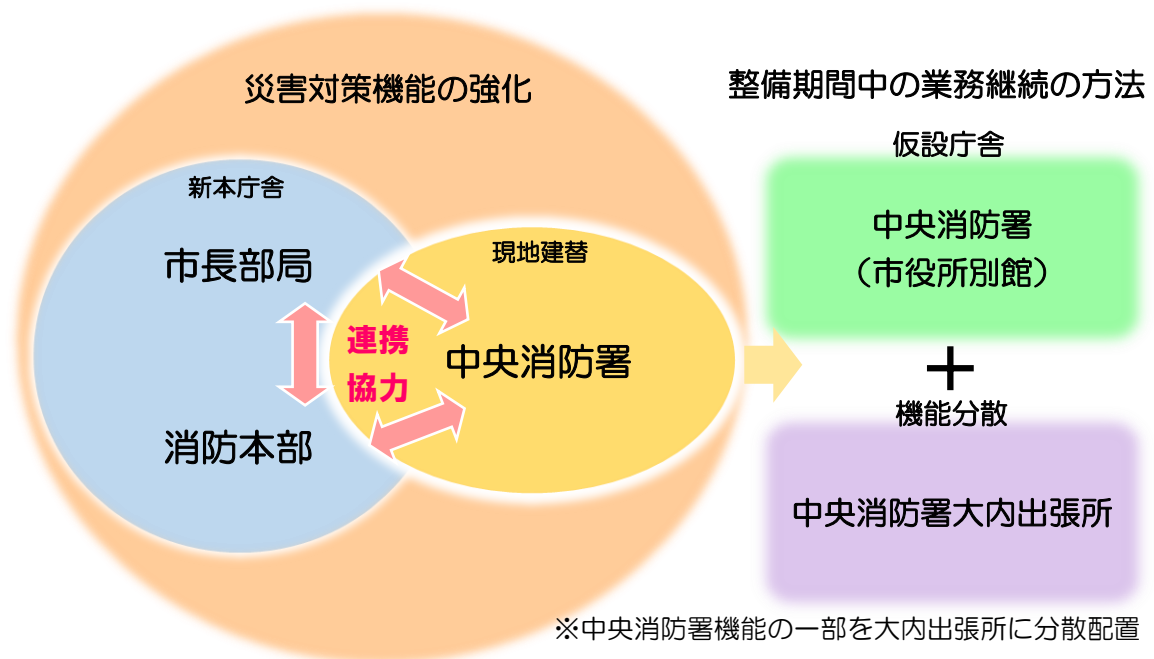 災害対策機能の強化
新本庁舎
市長部局
消防本部
連携
協力
現地建替
中央消防署
整備期間中の業務継続の方法
仮設庁舎
中央消防署
（市役所別館）
＋
機能分散
中央消防署大内出張所
※中央消防署機能の一部を大内出張所に分散配置